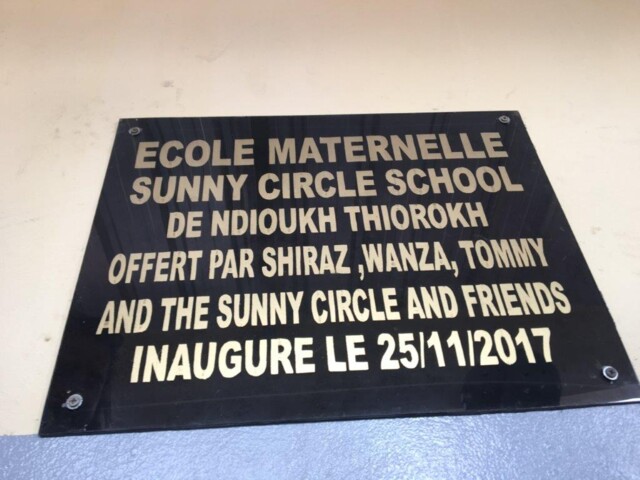 ECOLE MATERNELLE
SUNNY CIRCLE SCHOOL
DE NDIOUKH THIOROKH
OFFERT PAR SHIRAZ ,WANZA, TOMMY
AND THE SUNNY CIRCLE AND FRIENDS
INAUGURE LE 25/11/2017